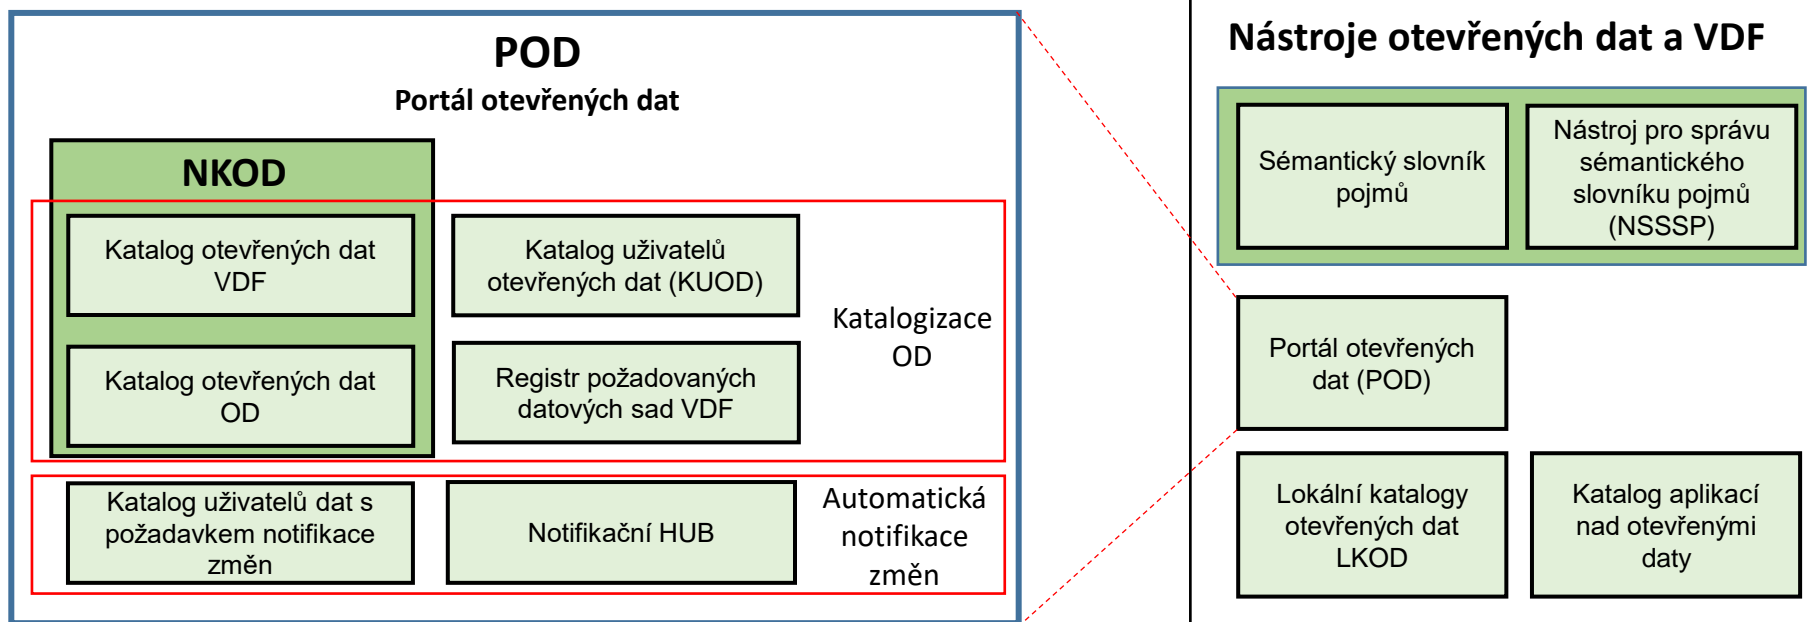 POD
Portál otevřených dat
NKOD
Katalog otevřených dat
VDF
Katalog uživatelů
otevřených dat (KUOD)
Katalog otevřených dat
OD
Registr požadovaných
datových sad VDF
Katalogizace
OD
Katalog uživatelů dat s
požadavkem notifikace
změn
Notifikační HUB
Automatická
notifikace
změn
Nástroje otevřených dat a VDF
Sémantický slovník
pojmů
Nástroj pro správu
sémantického
slovníku pojmů
(NSSSP)
Portál otevřených
dat (POD)
Lokální katalogy
otevřených dat
LKOD
Katalog aplikací
nad otevřenými
daty